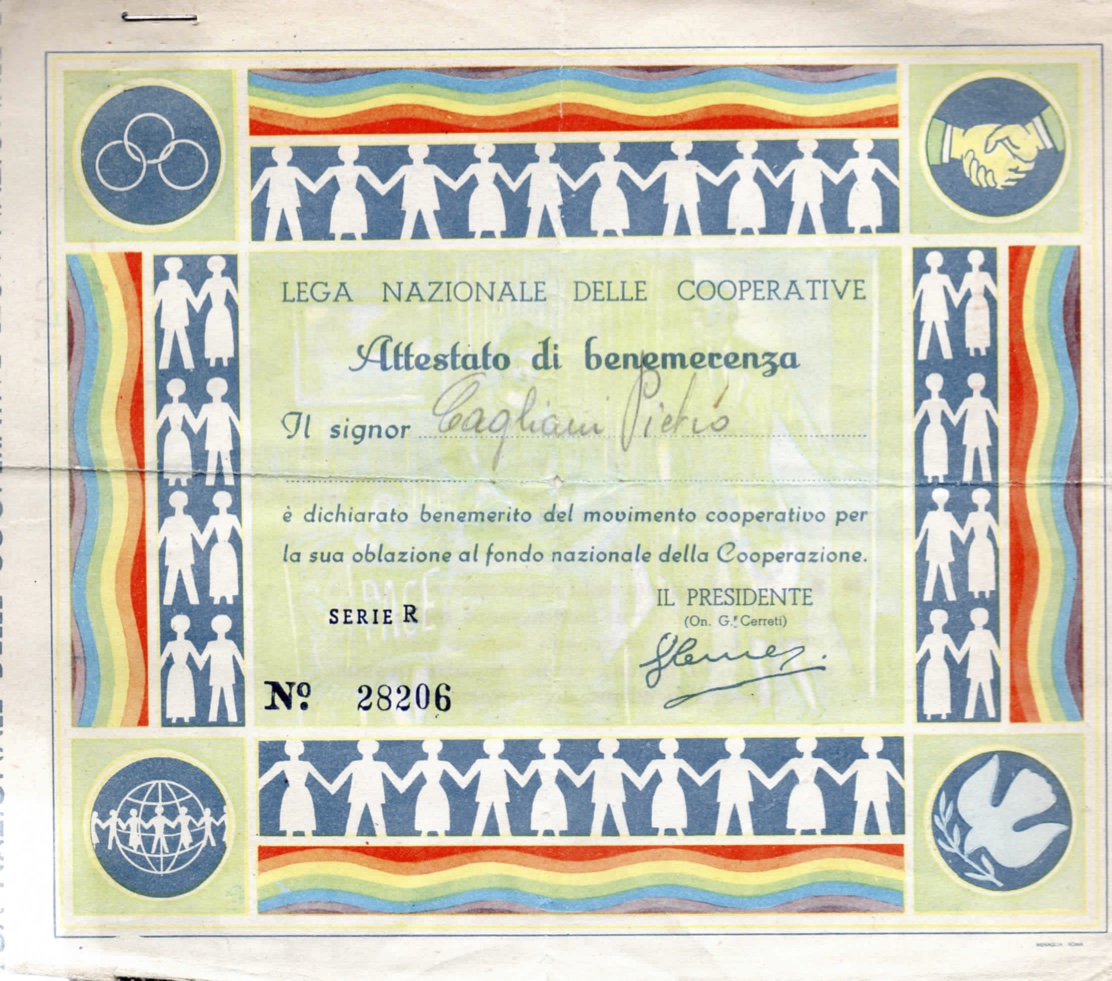 LEGA NAZIONALE DELLE COOPERATIVE
Attestato di benemerenza
Il signor Cagliani Pietro
è dichiarato benemerito del movimento cooperativo per
la sua oblazione al fondo nazionale della Cooperazione.
PACE
SERIE R
IL PRESIDENTE
(On. G. Cerreti)
Nº 28206